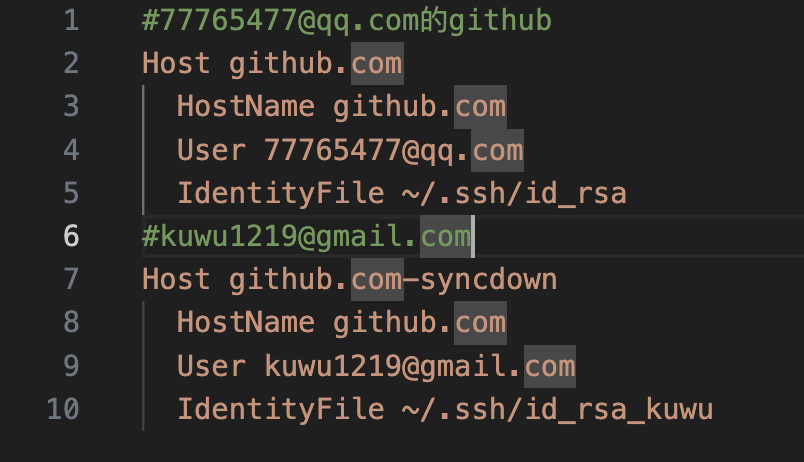 1 #77765477@qq.com的github
2 Host github.com
3 HostName github.com
4 User 77765477@qq.com
5 IdentityFile ~/.ssh/id_rsa
6 #kuwu1219@gmail.com
7 Host github.com-syncdown
8 HostName github.com
9 User kuwu1219@gmail.com
10 IdentityFile ~/.ssh/id_rsa_kuwu